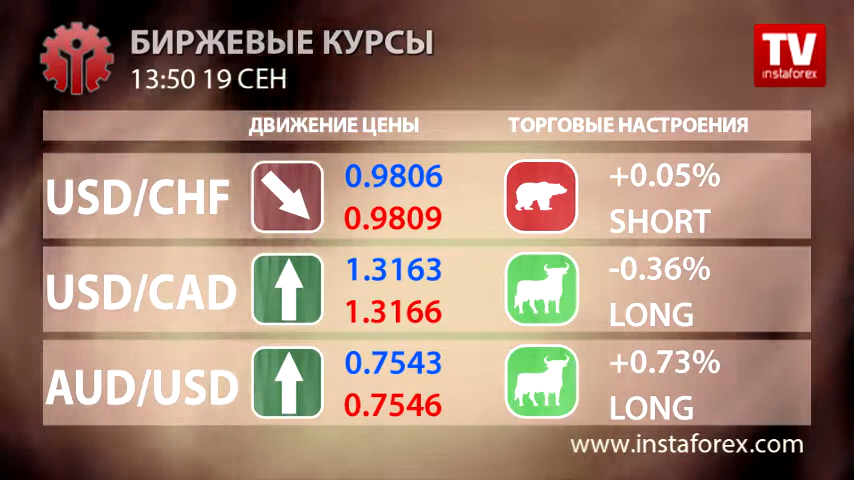 БИРЖЕВЫЕ КУРСЫ
13:50 19 СЕН
TV
instaforex
ДВИЖЕНИЕ ЦЕНЫ ТОРГОВЫЕ НАСТРОЕНИЯ
USD/CHF
0.9806
0.9809
+0.05%
SHORT
USD/CAD
1.3163
1.3166
-0.36%
LONG
AUD/USD
0.7543
0.7546
+0.73%
LONG
www.instaforex.com